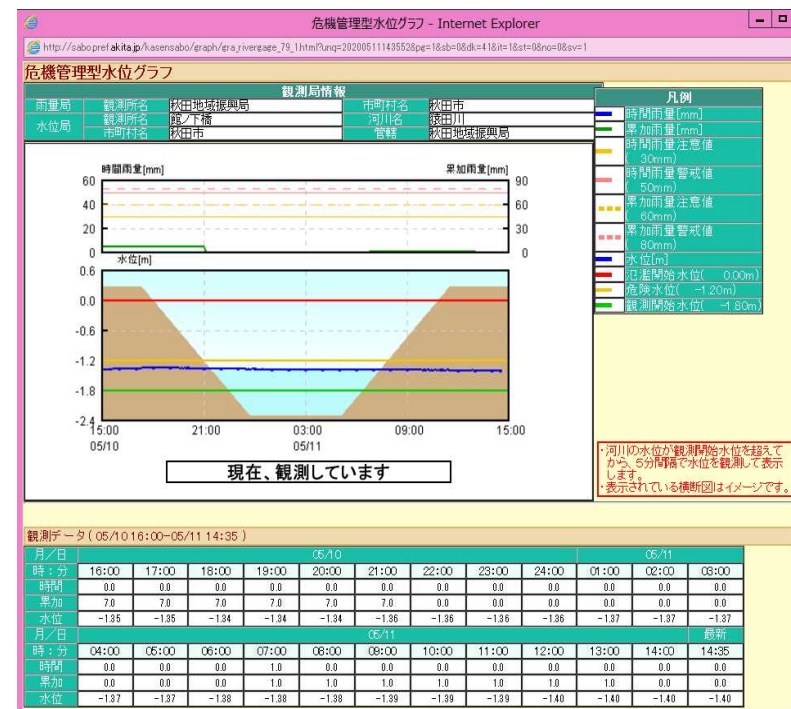 危機管理型水位グラフ - Internet Explorer
http://sabo.pref.akita.jp/kasensabo/graph/gra_rivergage_79_1.html?unq=2020051114355​2&pg=1&sb=0&dk=41&it=1&st=0&no=0&sv=1
危機管理型水位グラフ
観測局情報
雨量局 観測所名 秋田地域振興局 市町村名 秋田市
水位局 観測所名 館ノ下橋 河川名 猿田川
市町村名 秋田市 管轄 秋田地域振興局
凡例
時間雨量[mm]
累加雨量[mm]
時間雨量注意値
( 30mm)
時間雨量警戒値
( 50mm)
累加雨量注意値
( 60mm)
累加雨量警戒値
( 80mm)
水位[m]
氾濫開始水位( 0.00m)
危険水位( -1.20m)
観測開始水位( -1.80m)
時間雨量[mm] 累加雨量[mm]
60 90
40 60
20 30
0 0
水位[m]
0.6
0.0
-0.6
-1.2
-1.8
-2.4
15:00 21:00 03:00 09:00 15:00
05/10 05/11
現在、観測しています
・河川の水位が観測開始水位を超えて
から、5分間隔で水位を観測して表示
します。
・表示されている横断図はイメージです。
観測データ( 05/10 16:00-05/11 14:35 )
月/日 05/10 05/11
時:分 16:00 17:00 18:00 19:00 20:00 21:00 22:00 23:00 24:00 01:00 02:00 03:00
時間 0.0 0.0 0.0 0.0 0.0 0.0 0.0 0.0 0.0 0.0 0.0 0.0
累加 7.0 7.0 7.0 7.0 7.0 7.0 0.0 0.0 0.0 0.0 0.0 0.0
水位 -1.35 -1.35 -1.34 -1.34 -1.34 -1.36 -1.36 -1.36 -1.36 -1.37 -1.37 -1.37
月/日 05/11 最新
時:分 04:00 05:00 06:00 07:00 08:00 09:00 10:00 11:00 12:00 13:00 14:00 14:35
時間 0.0 0.0 0.0 1.0 0.0 0.0 0.0 0.0 0.0 0.0 0.0 0.0
累加 0.0 0.0 0.0 1.0 1.0 1.0 1.0 1.0 1.0 1.0 0.0 0.0
水位 -1.37 -1.37 -1.38 -1.38 -1.38 -1.39 -1.39 -1.39 -1.40 -1.40 -1.40 -1.40